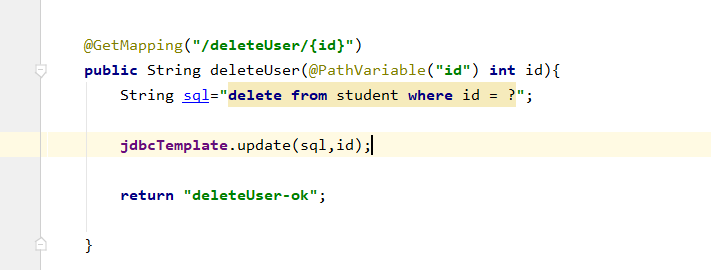 @GetMapping("/deleteUser/{id}")
public String deleteUser(@PathVariable("id") int id){
String sql="delete from student where id = ?";
jdbcTemplate.update(sql,id);
return "deleteUser-ok";
}